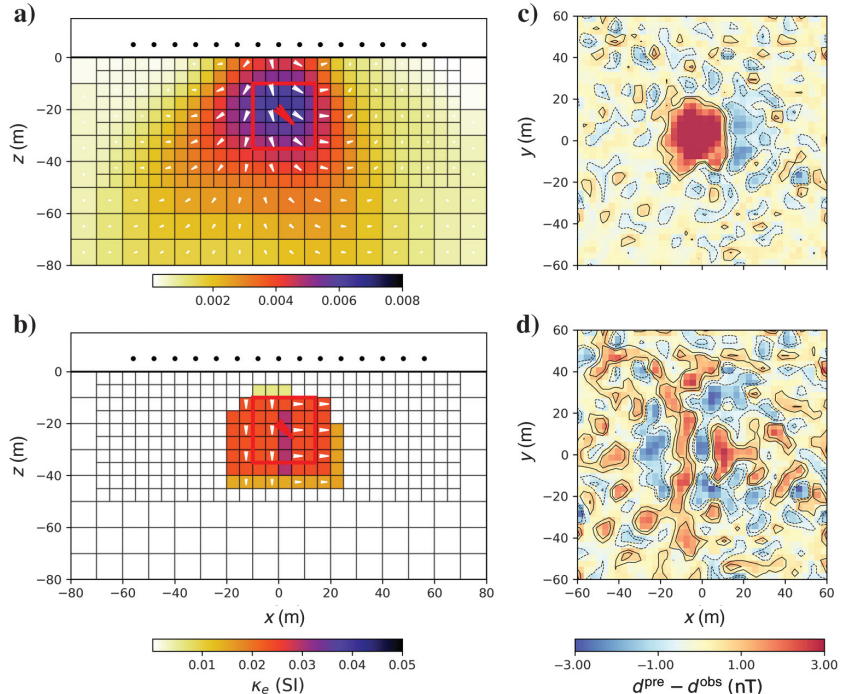 a)
0
−20
−40
−60
−80
z (m)
0.002 0.004 0.006 0.008
b)
0
−20
−40
−60
−80
z (m)
−80 −60 −40 −20 0 20 40 60 80
x (m)
0.01 0.02 0.03 0.04 0.05
κe (SI)
c)
60
40
20
0
−20
−40
−60
y (m)
d)
60
40
20
0
−20
−40
−60
y (m)
−60 −40 −20 0 20 40 60
x (m)
−3.00 −1.00 1.00 3.00
d^pre − d^obs (nT)